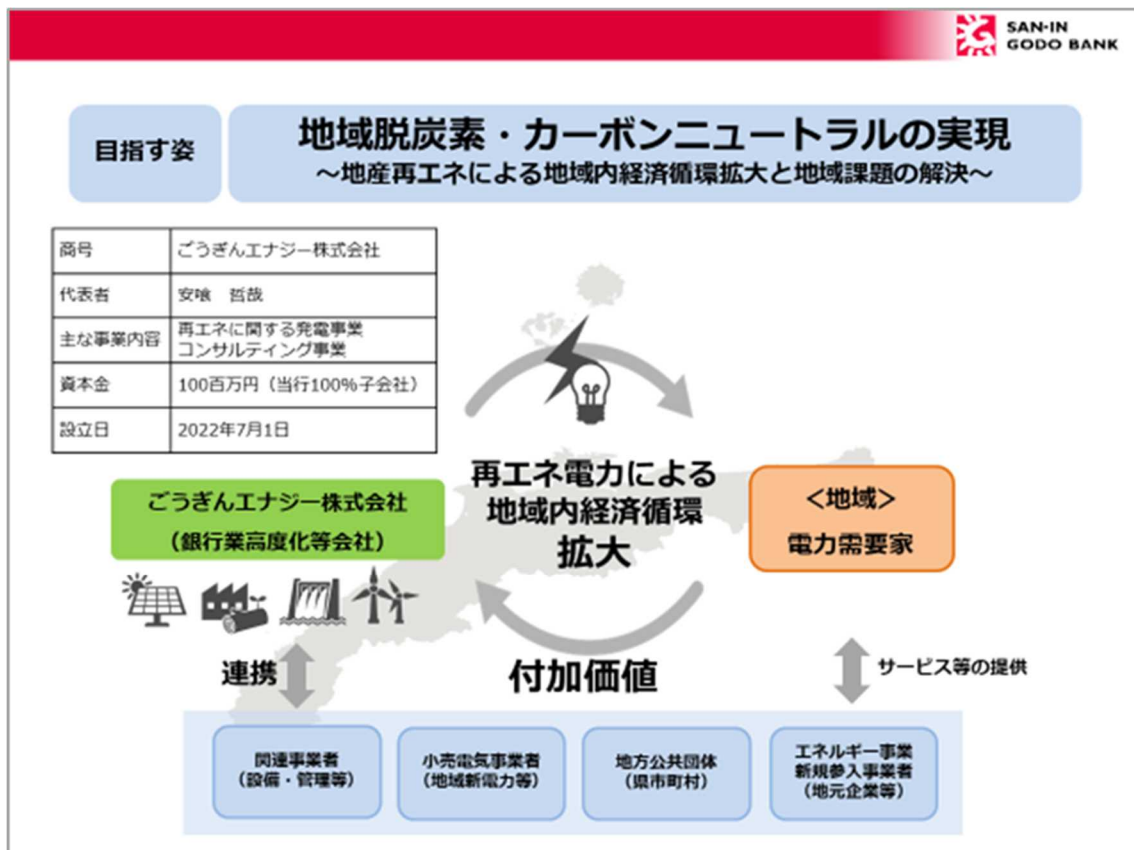 SAN-IN
GODO BANK
目指す姿
地域脱炭素・カーボンニュートラルの実現
～地産再エネによる地域内経済循環拡大と地域課題の解決～
商号 ごうぎんエナジー株式会社
代表者 安喰 哲哉
主な事業内容 再エネに関する発電事業
コンサルティング事業
資本金 100百万円（当行100％子会社）
設立日 2022年7月1日
再エネ電力による
地域内経済循環
拡大
ごうぎんエナジー株式会社
（銀行業高度化等会社）
＜地域＞
電力需要家
連携
付加価値
サービス等の提供
関連事業者
（設備・管理等）
小売電気事業者
（地域新電力等）
地方公共団体
（県市町村）
エネルギー事業
新規参入事業者
（地元企業等）